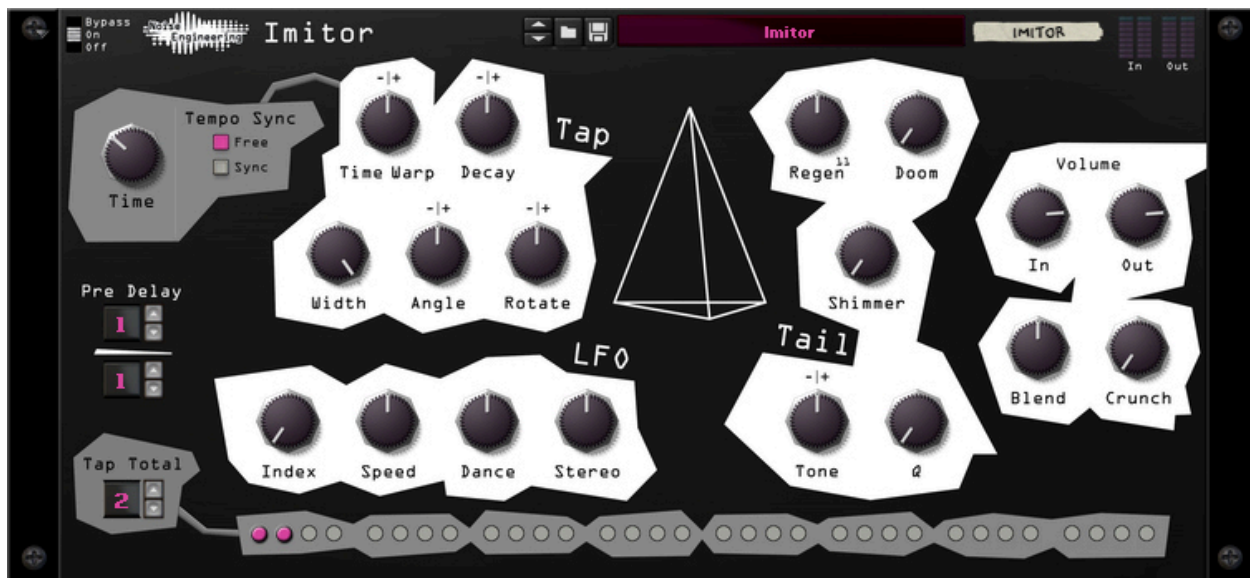 Bypass
On
Off
Noise
Engineering
Imitor
Imitor
IMITOR
In
Out
Tempo Sync
Free
Sync
Time
-|+
-|+
Time Warp
Decay
Tap
-|+
-|+
Width
Angle
Rotate
11
Regen
Doom
Shimmer
Volume
In
Out
Pre Delay
1
1
LFO
Tail
-|+
Blend
Crunch
Index
Speed
Dance
Stereo
Tone
Q
Tap Total
2